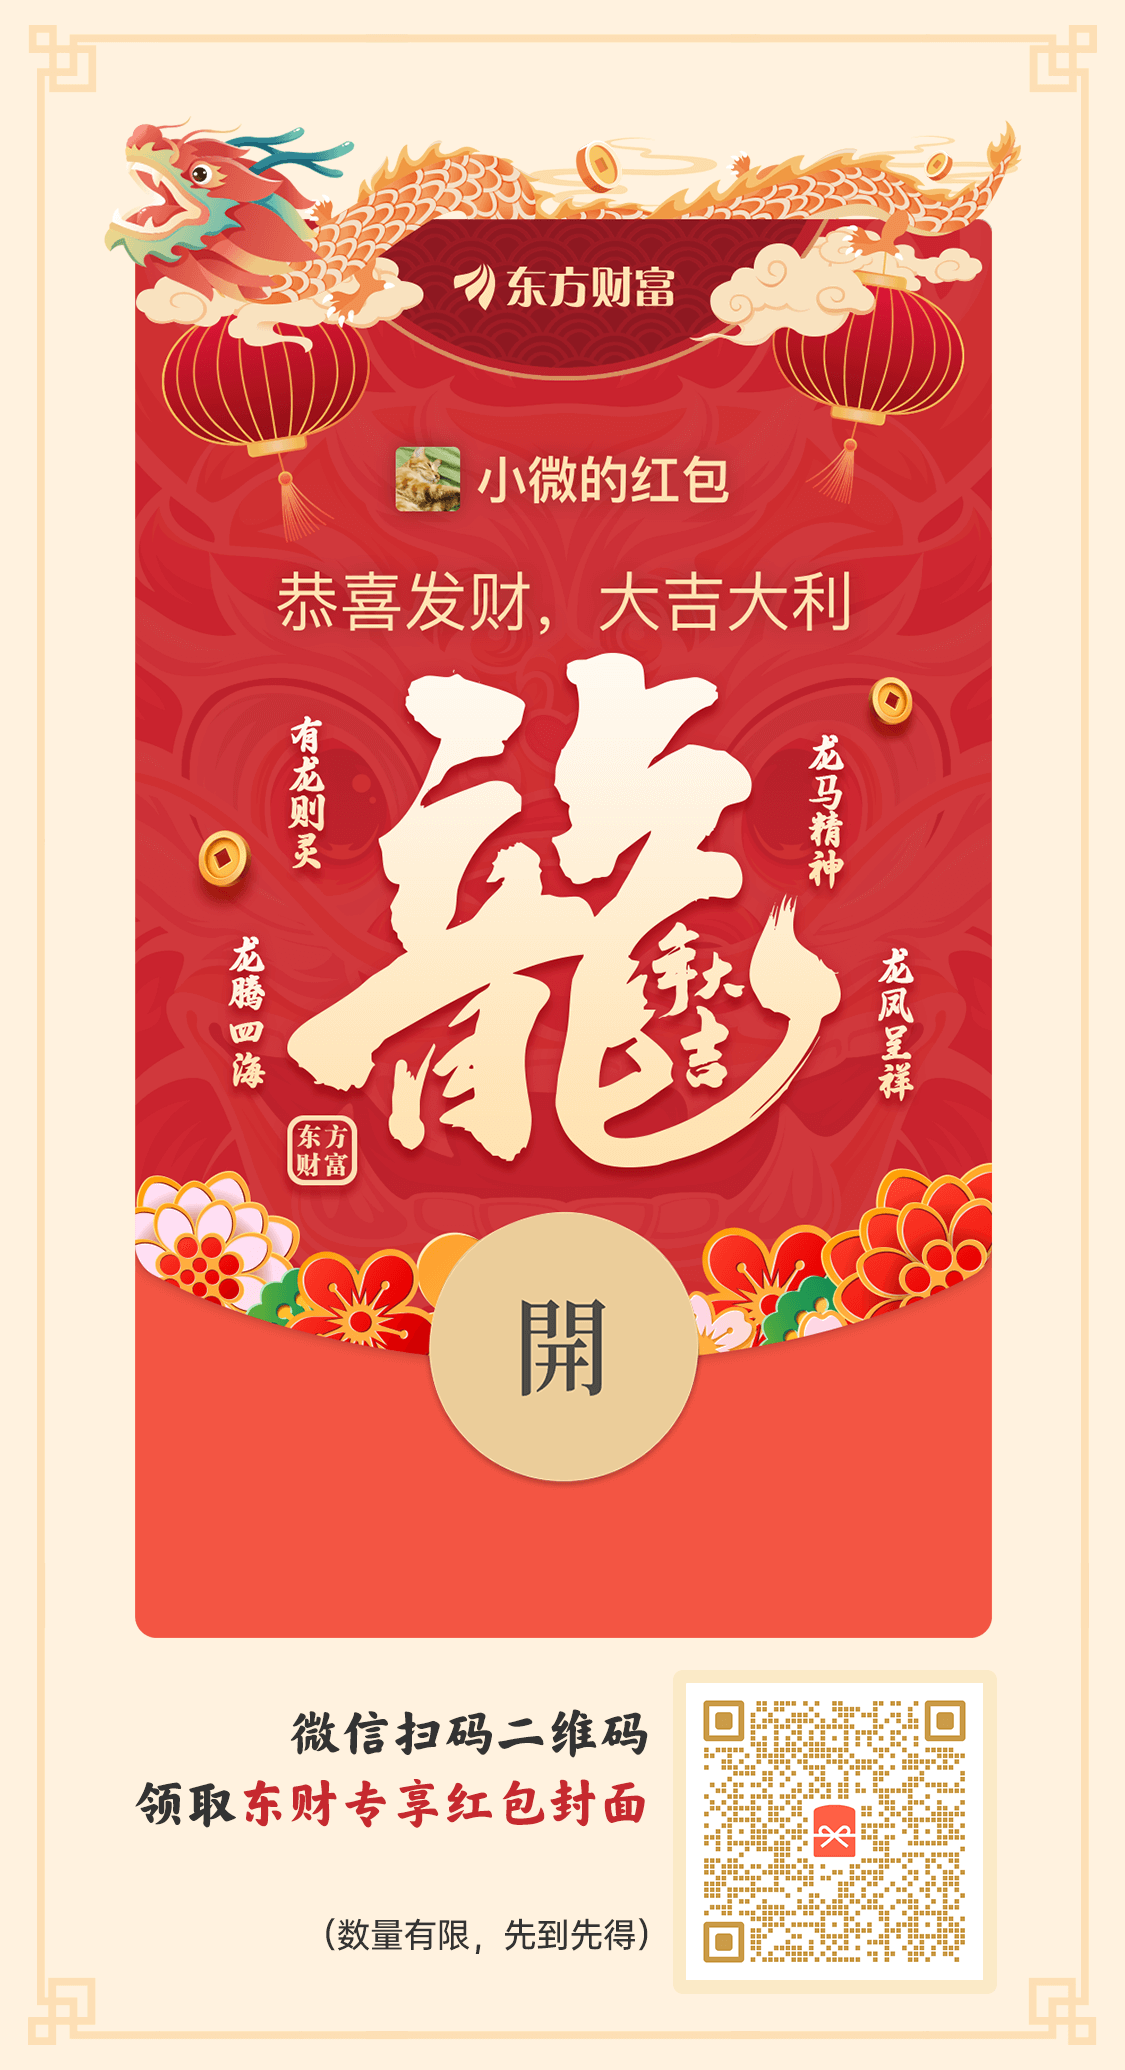 东方财富
小微的红包
恭喜发财，大吉大利
龍
年大
吉
有龙则灵
龙马精神
龙腾四海
龙凤呈祥
东方
财富
開
微信扫码二维码
领取东财专享红包封面
（数量有限，先到先得）